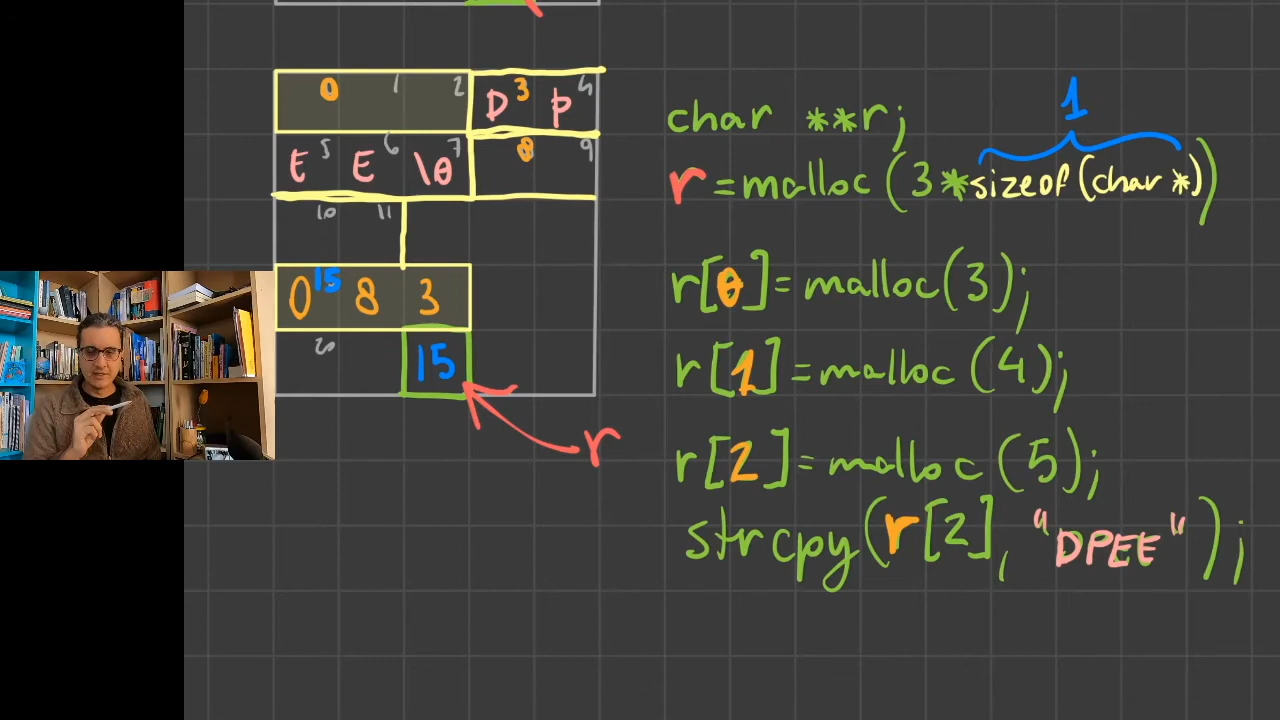 0 1 2 3 4
D P
5 6 7 8 9
E E \0
10 11
15
0 8 3
20
15
r
1
char **r;
r=malloc(3*sizeof(char *))
r[0]=malloc(3);
r[1]=malloc(4);
r[2]=malloc(5);
strcpy(r[2], "DPEE");